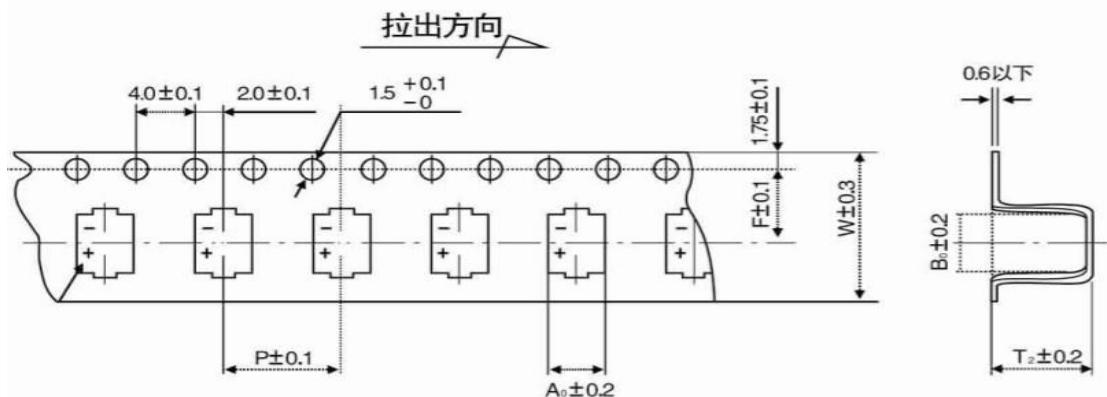 拉出方向
4.0±0.1
2.0±0.1
1.5 +0.1 -0
1.75±0.1
0.6以下
F±0.1
W±0.3
B₀±0.2
- - - - - -
+ + + + + +
P±0.1
A₀±0.2
T₂±0.2